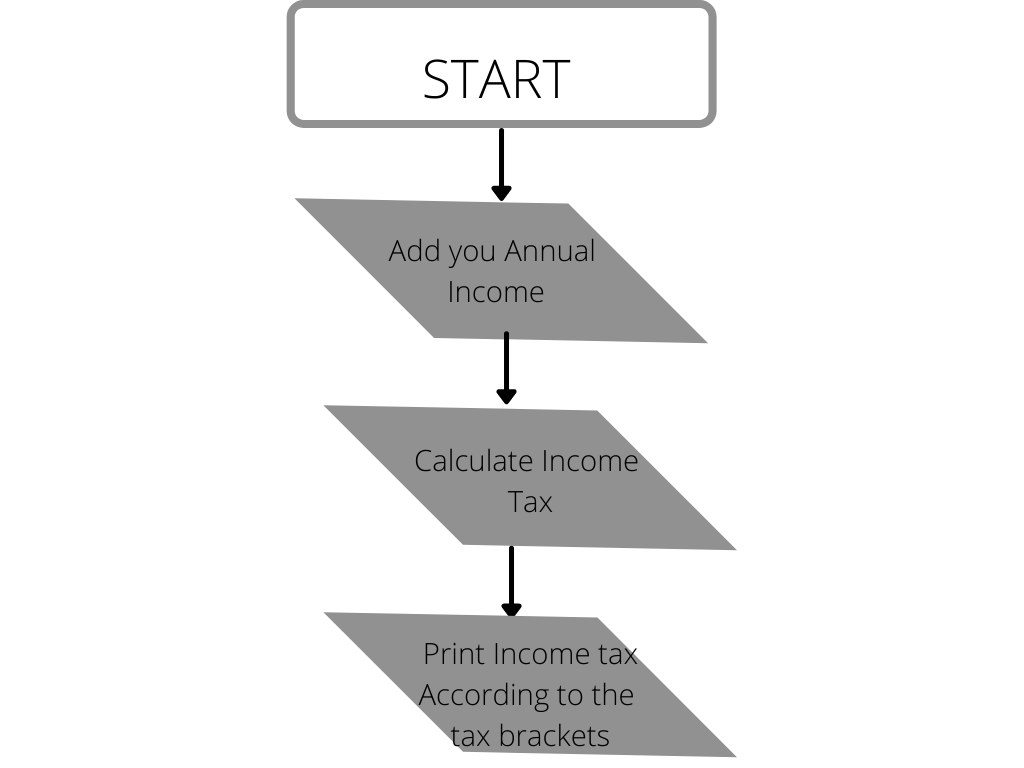 START
Add you Annual
Income
Calculate Income
Tax
Print Income tax
According to the
tax brackets